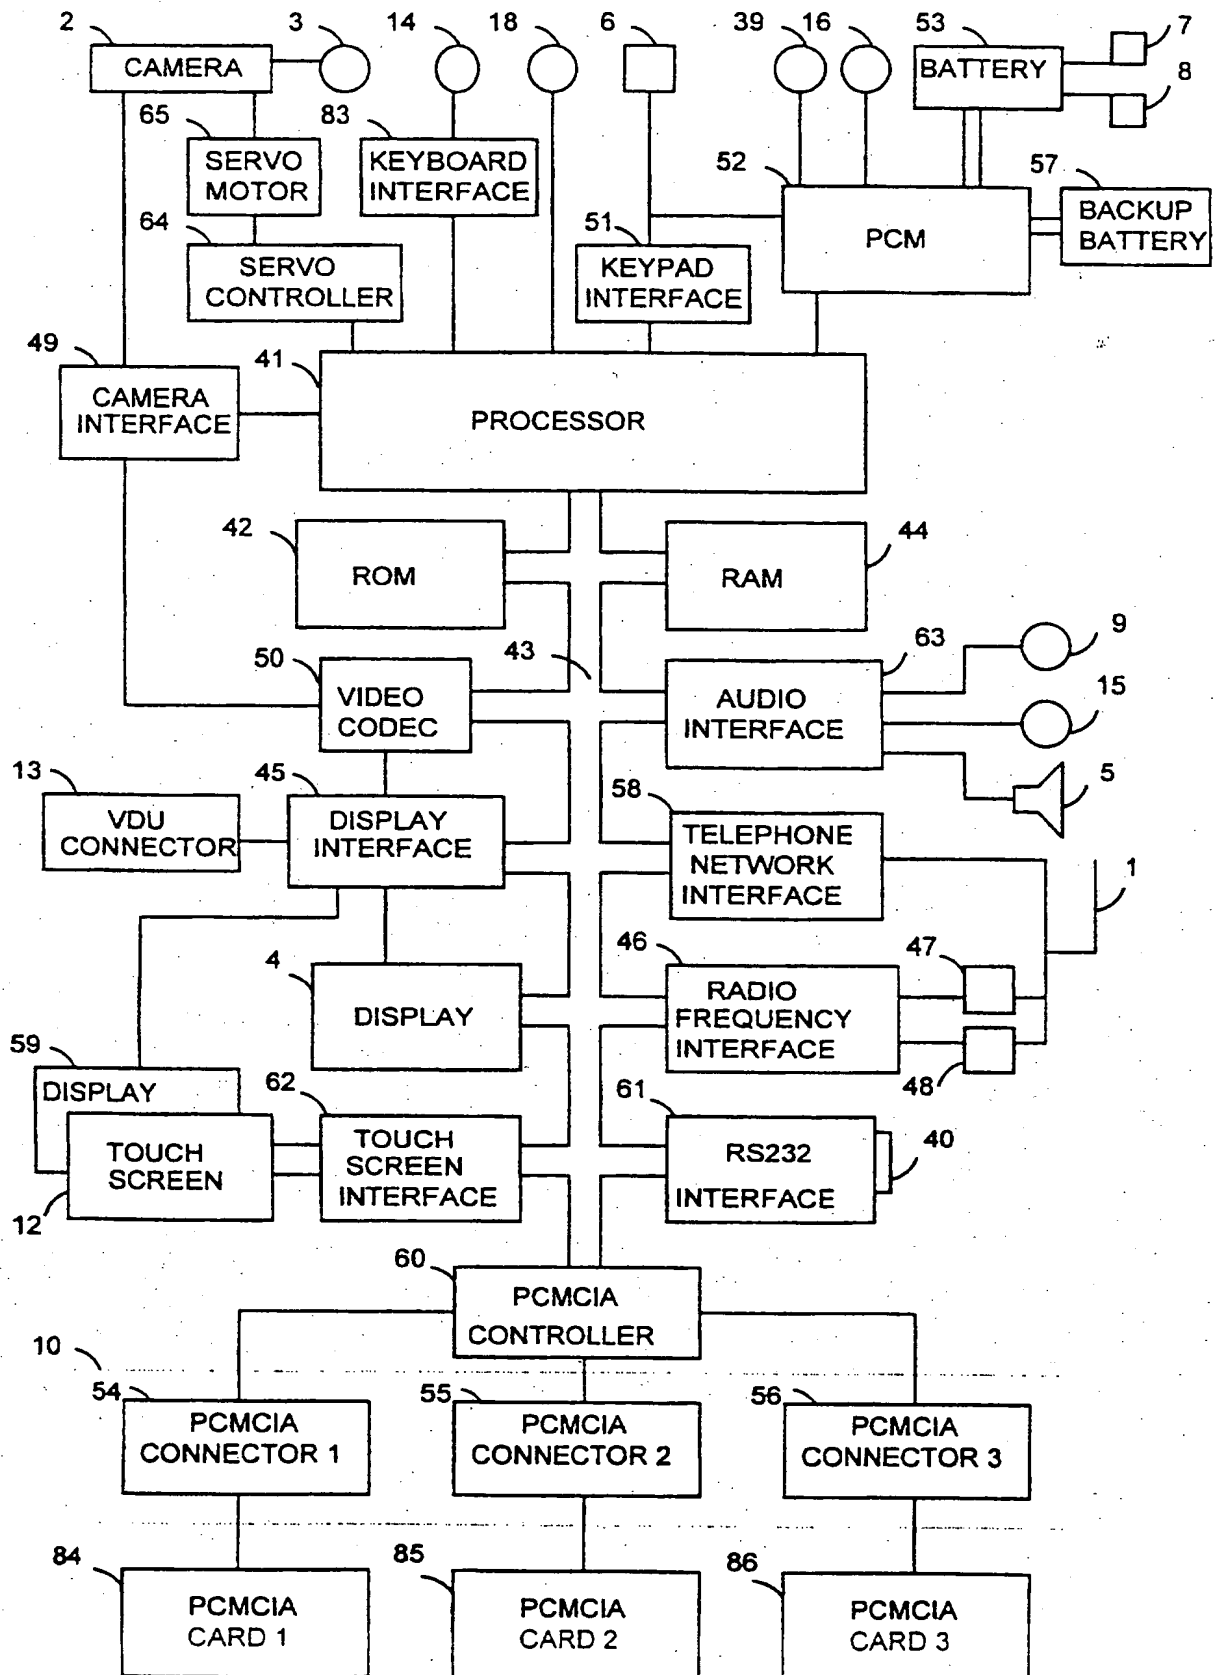 2 3 14 18 6 39 16 53 7
CAMERA
BATTERY
8
65 83
SERVO
MOTOR
KEYBOARD
INTERFACE
52 57
PCM
BACKUP
BATTERY
64 51
SERVO
CONTROLLER
KEYPAD
INTERFACE
49 41
CAMERA
INTERFACE
PROCESSOR
42 44
ROM
RAM
50 43 63 9
VIDEO
CODEC
AUDIO
INTERFACE
15
13 45 58 5
VDU
CONNECTOR
DISPLAY
INTERFACE
TELEPHONE
NETWORK
INTERFACE
1
4 46 47
DISPLAY
RADIO
FREQUENCY
INTERFACE
48
59 62 61
DISPLAY
TOUCH
SCREEN
TOUCH
SCREEN
INTERFACE
RS232
INTERFACE
40
12
60
PCMCIA
CONTROLLER
10
54 55 56
PCMCIA
CONNECTOR 1
PCMCIA
CONNECTOR 2
PCMCIA
CONNECTOR 3
84 85 86
PCMCIA
CARD 1
PCMCIA
CARD 2
PCMCIA
CARD 3